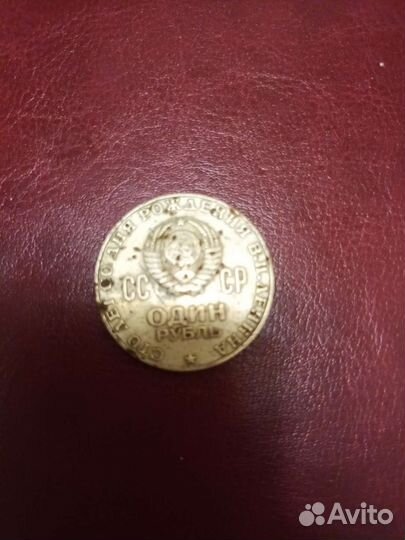 СТО ЛЕТ СО ДНЯ РОЖДЕНИЯ В.И.ЛЕНИНА
СС СР
ОДИН
РУБЛЬ
Avito